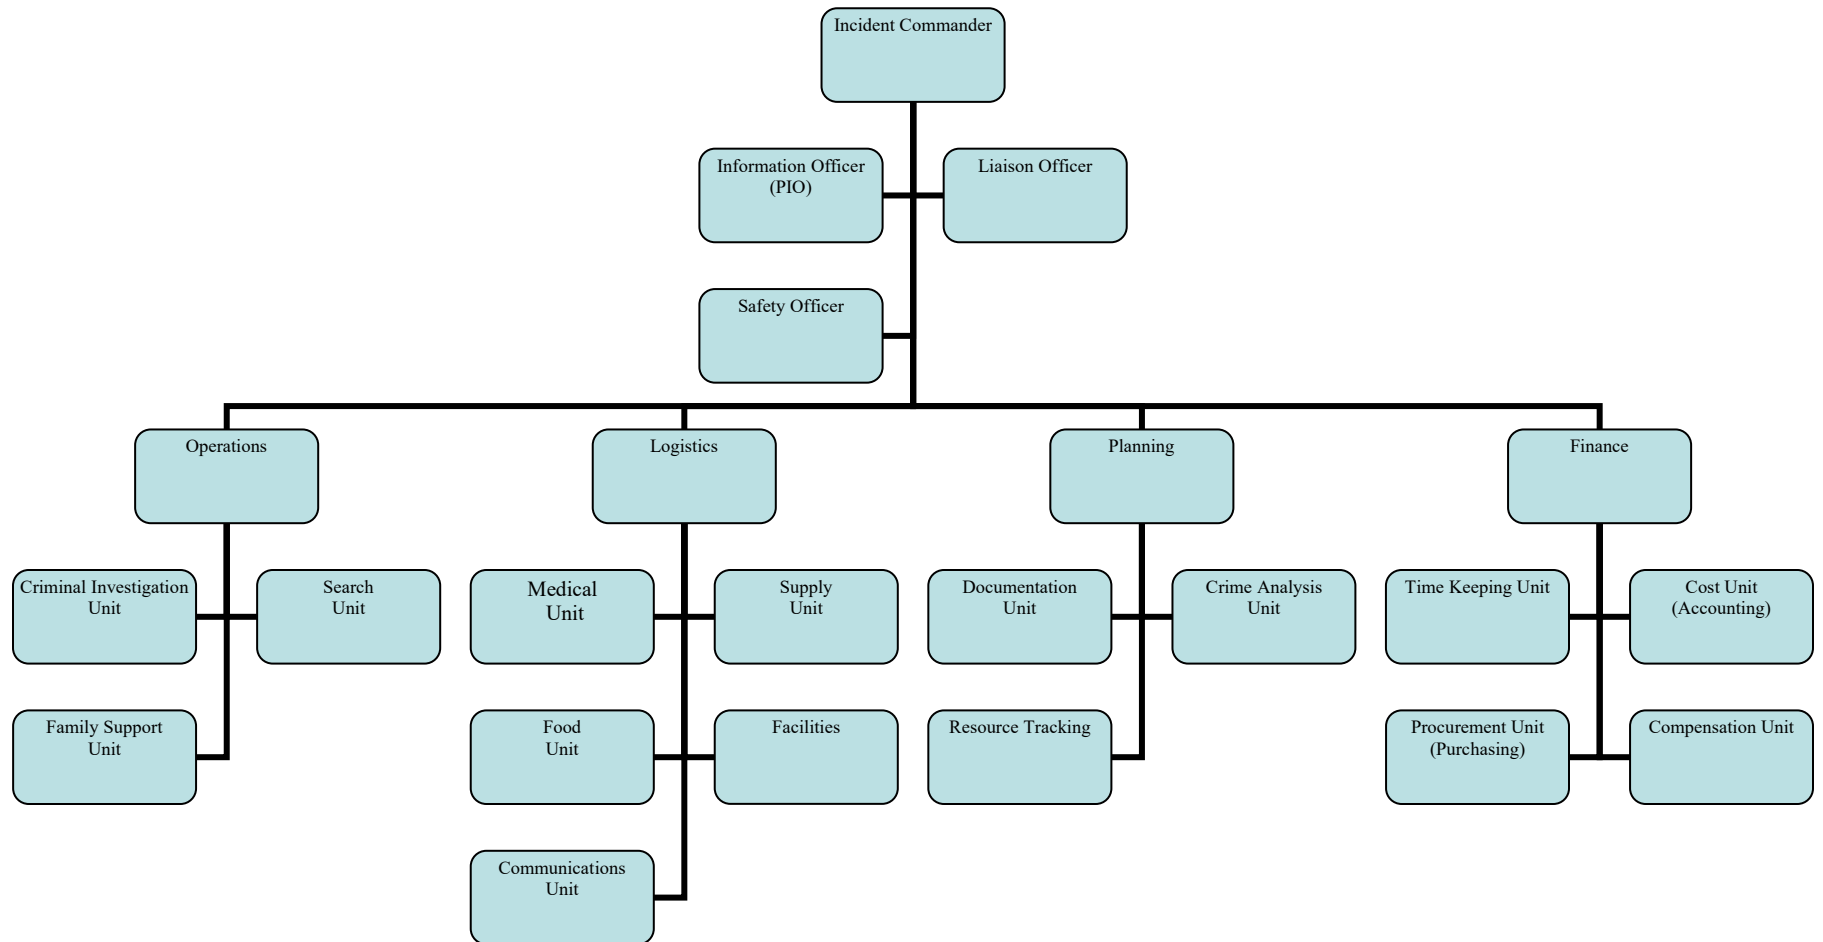 Incident Commander
Information Officer
(PIO)
Liaison Officer
Safety Officer
Operations
Logistics
Planning
Finance
Criminal Investigation
Unit
Search
Unit
Medical
Unit
Supply
Unit
Documentation
Unit
Crime Analysis
Unit
Time Keeping Unit
Cost Unit
(Accounting)
Family Support
Unit
Food
Unit
Facilities
Resource Tracking
Procurement Unit
(Purchasing)
Compensation Unit
Communications
Unit